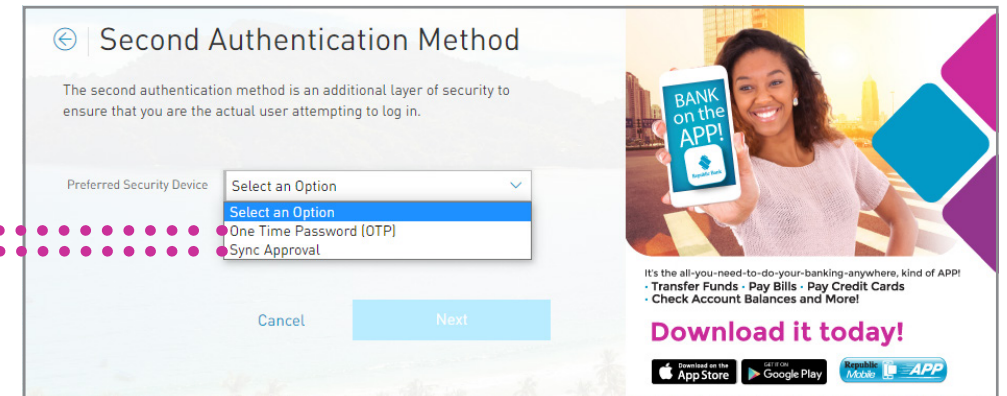 Second Authentication Method
The second authentication method is an additional layer of security to
ensure that you are the actual user attempting to log in.
Preferred Security Device
Select an Option
Select an Option
One Time Password (OTP)
Sync Approval
Cancel
Next
BANK
on the
APP!
Republic Bank
It's the all-you-need-to-do-your-banking-anywhere, kind of APP!
· Transfer Funds · Pay Bills · Pay Credit Cards
· Check Account Balances and More!
Download it today!
Download on the
App Store
GET IT ON
Google Play
Republic
Mobile
APP